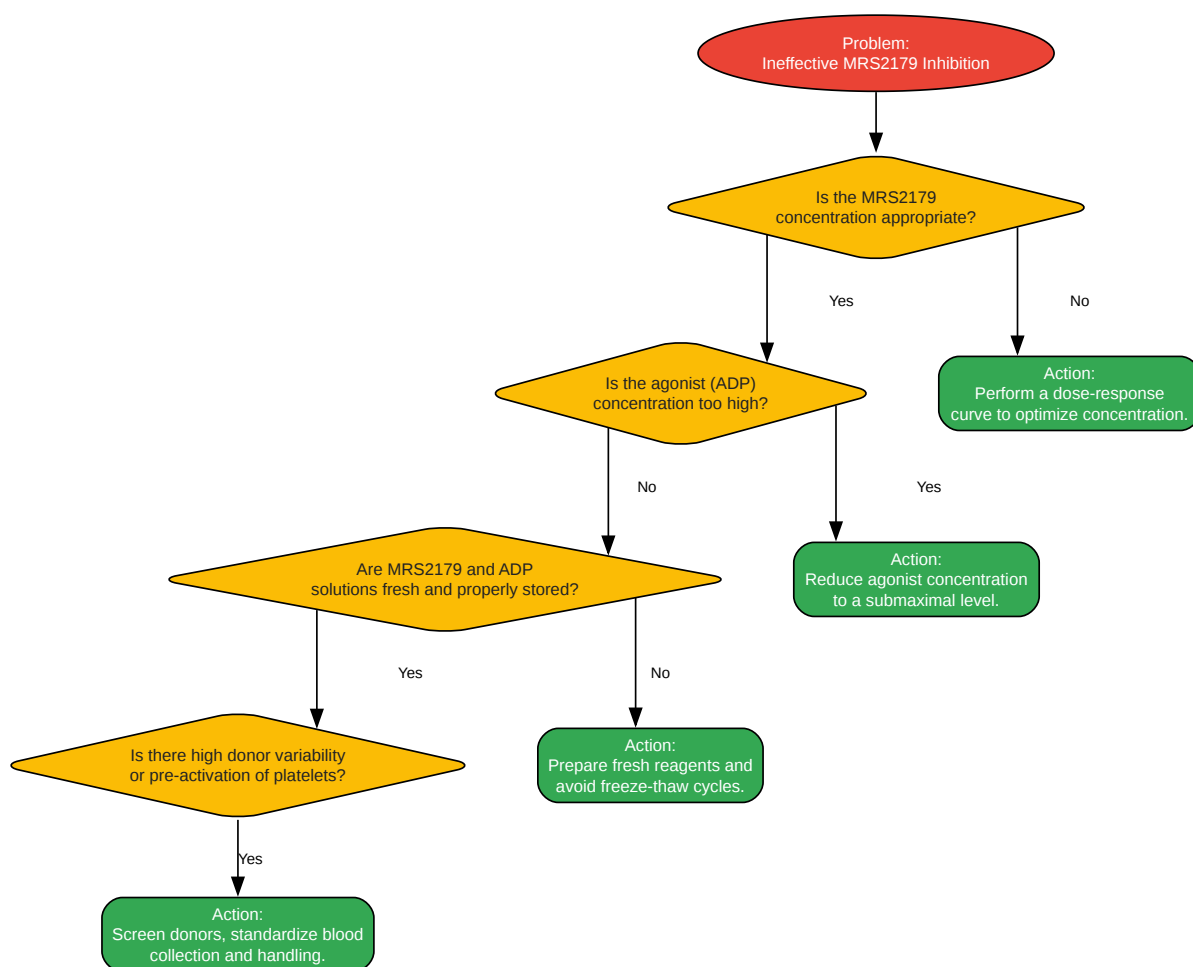 Problem:
Ineffective MRS2179 Inhibition
Is the MRS2179
concentration appropriate?
Yes
No
Action:
Perform a dose-response
curve to optimize concentration.
Is the agonist (ADP)
concentration too high?
No
Yes
Action:
Reduce agonist concentration
to a submaximal level.
Are MRS2179 and ADP
solutions fresh and properly stored?
Yes
No
Action:
Prepare fresh reagents and
avoid freeze-thaw cycles.
Is there high donor variability
or pre-activation of platelets?
Yes
Action:
Screen donors, standardize blood
collection and handling.